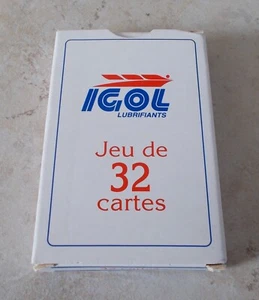 IGOL
LUBRIFIANTS
Jeu de
32
cartes